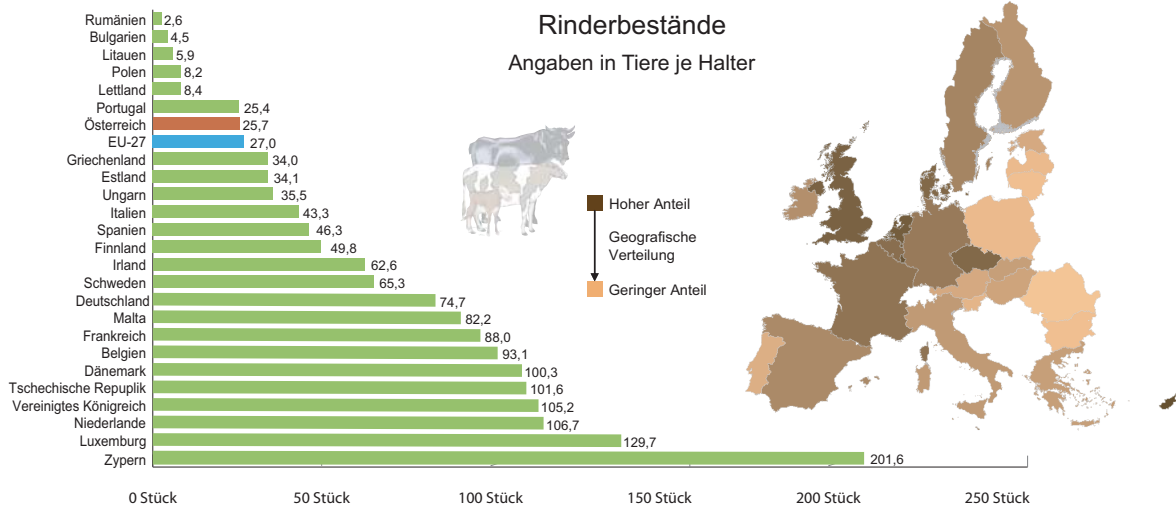 Rinderbestände
Angaben in Tiere je Halter
Rumänien 2,6
Bulgarien 4,5
Litauen 5,9
Polen 8,2
Lettland 8,4
Portugal 25,4
Österreich 25,7
EU-27 27,0
Griechenland 34,0
Estland 34,1
Ungarn 35,5
Italien 43,3
Spanien 46,3
Finnland 49,8
Irland 62,6
Schweden 65,3
Deutschland 74,7
Malta 82,2
Frankreich 88,0
Belgien 93,1
Dänemark 100,3
Tschechische Repuplik 101,6
Vereinigtes Königreich 105,2
Niederlande 106,7
Luxemburg 129,7
Zypern 201,6
0 Stück 50 Stück 100 Stück 150 Stück 200 Stück 250 Stück
Hoher Anteil
Geografische
Verteilung
Geringer Anteil